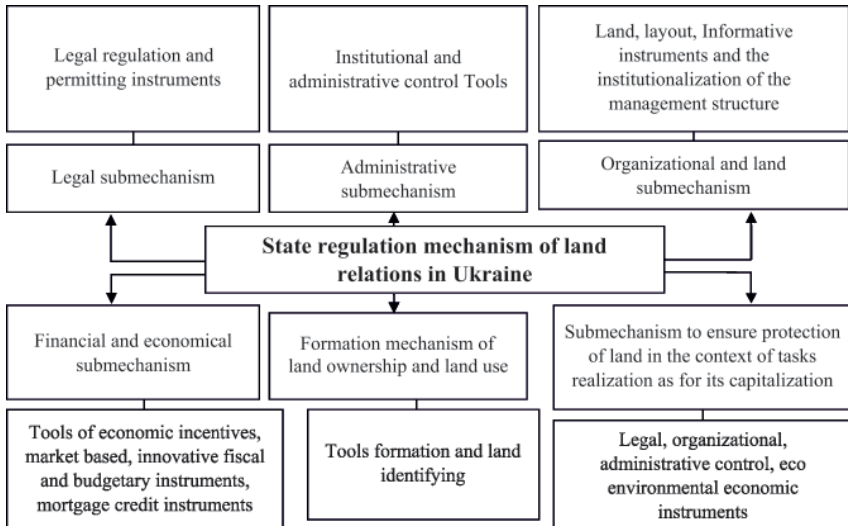 Legal regulation and
permitting instruments
Institutional and
administrative control Tools
Land, layout, Informative
instruments and the
institutionalization of the
management structure
Legal submechanism
Administrative
submechanism
Organizational and land
submechanism
State regulation mechanism of land
relations in Ukraine
Financial and economical
submechanism
Formation mechanism of
land ownership and land use
Submechanism to ensure protection
of land in the context of tasks
realization as for its capitalization
Tools of economic incentives,
market based, innovative fiscal
and budgetary instruments,
mortgage credit instruments
Tools formation and land
identifying
Legal, organizational,
administrative control, eco
environmental economic
instruments